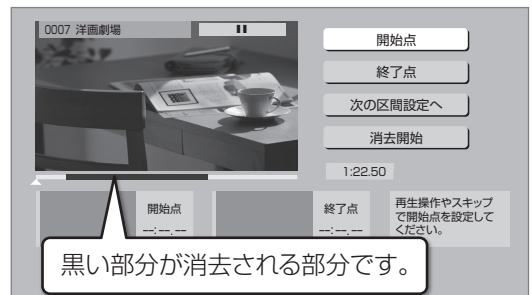 0007 洋画劇場
開始点
終了点
次の区間設定へ
消去開始
1:22.50
開始点
--:--.--
終了点
--:--.--
再生操作やスキップ
で開始点を設定して
ください。
黒い部分が消去される部分です。